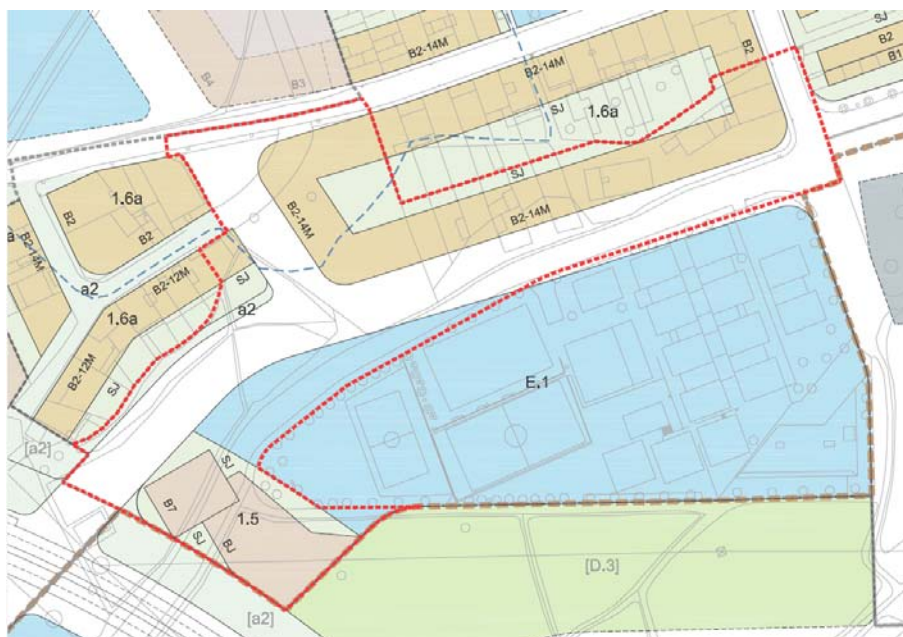 B4
B3
B2-14M
B2-14M
B2
SJ
B2
B1
SJ
1.6a
1.6a
B2
B2
a
B2-14M
B2-14M
SJ
B2-14M
B2-12M
SJ
a2
a2
1.6a
B2-12M
SJ
E.1
[a2]
SJ
B7
1.5
SJ
BJ
[D.3]
[a2]